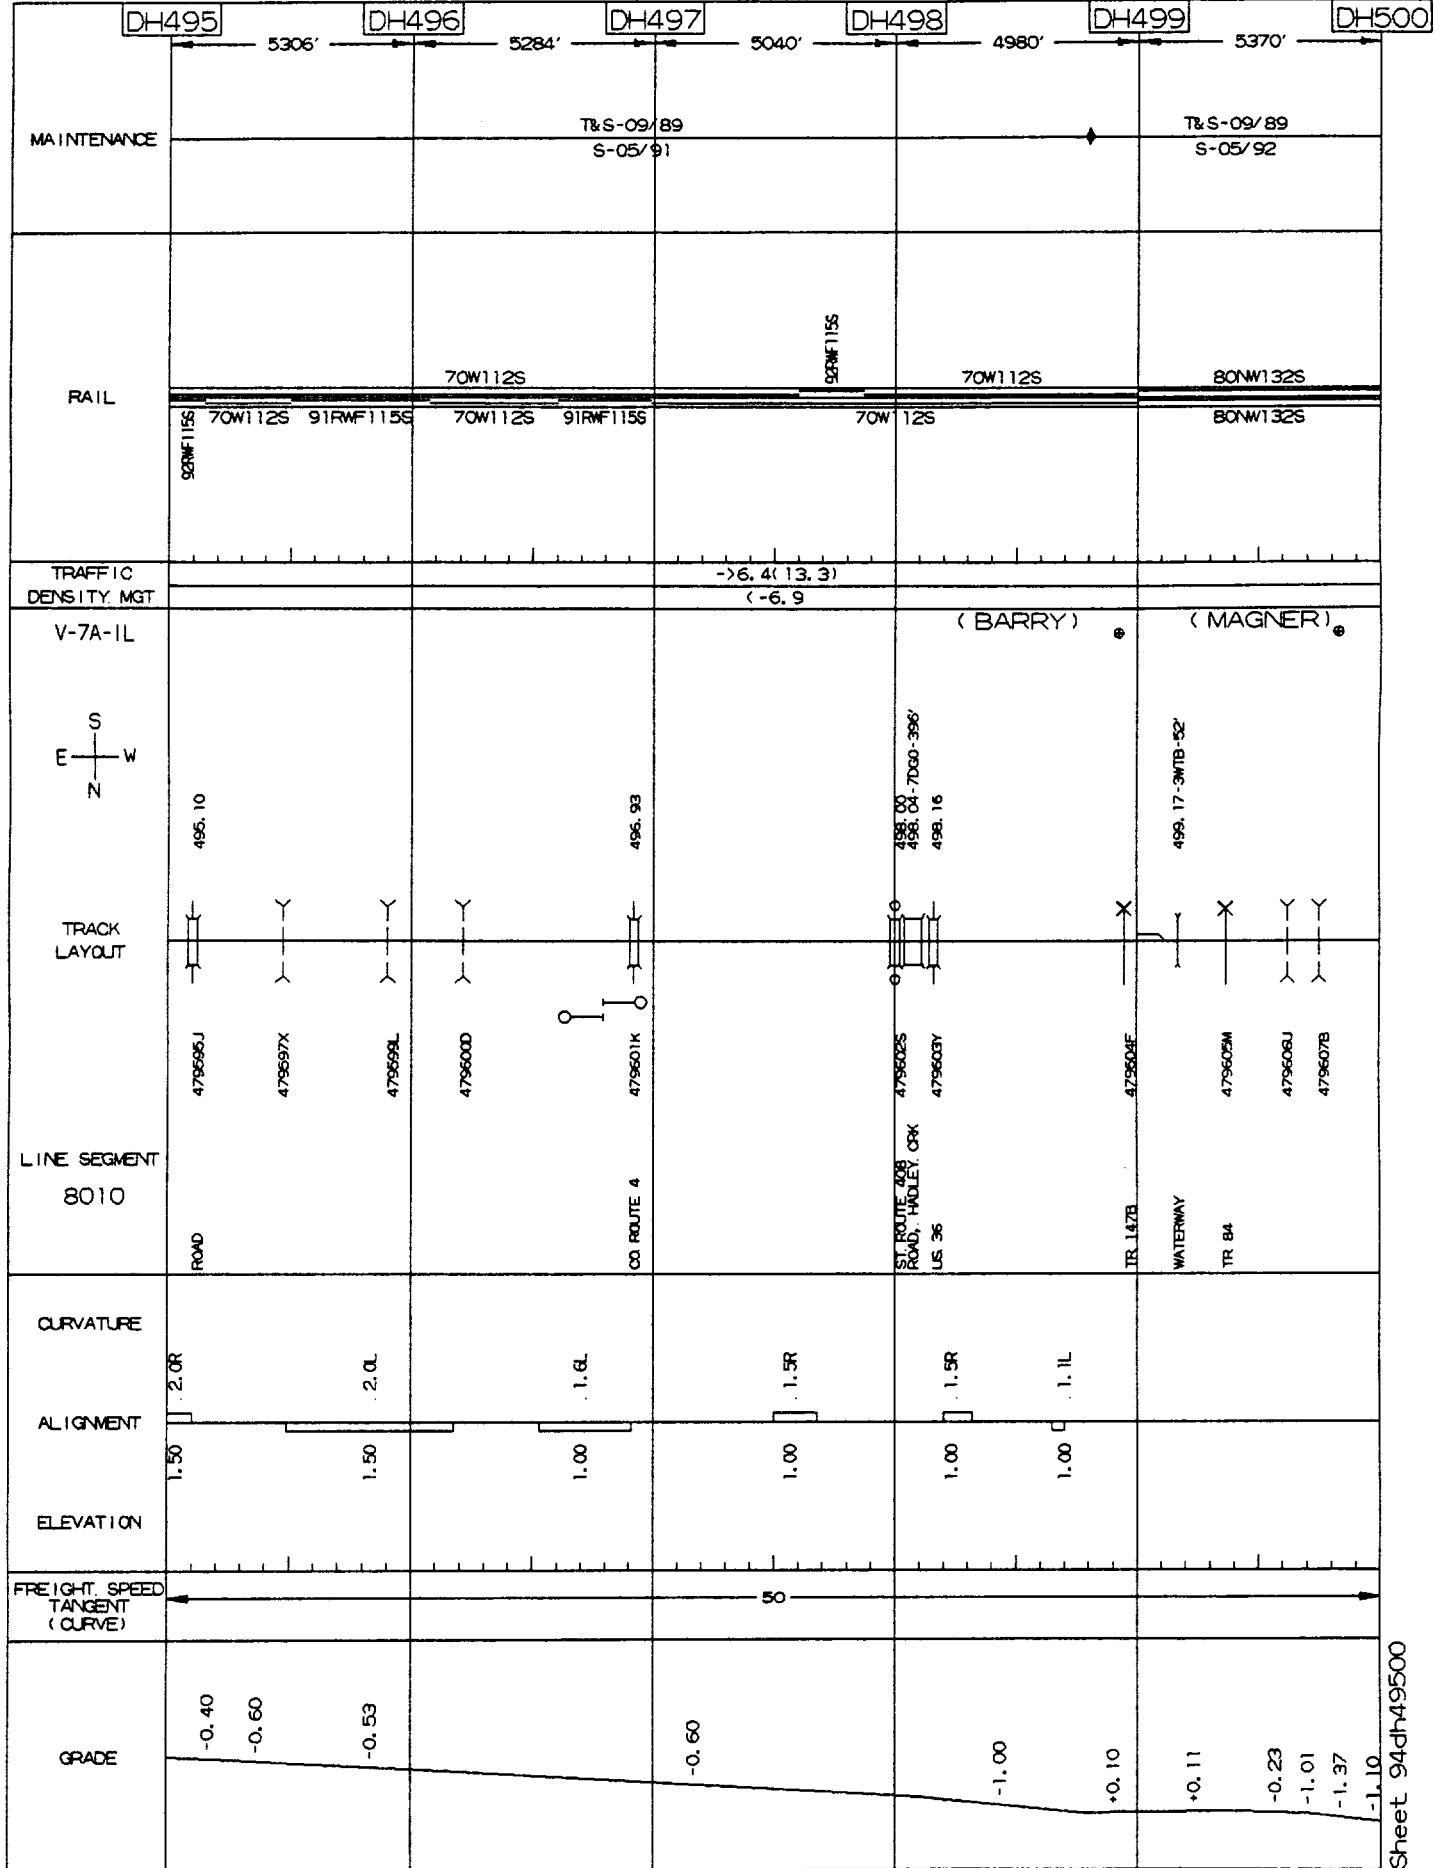 DH495 DH496 DH497 DH498 DH499 DH500
5306' 5284' 5040' 4980' 5370'
MAINTENANCE
T&S-09/89 T&S-09/89
S-05/91 S-05/92
RAIL
92RWF115S
70W112S 70W112S 80NW132S
70W112S 91RWF115S 70W112S 91RWF115S 70W112S 80NW132S
92RWF115S
TRAFFIC
DENSITY. MGT
->6.4(13.3)
(-6.9
V-7A-IL
(BARRY) (MAGNER)
S
E W
N
495.10
496.93
498.00
498.04-7DGO-396'
498.16
499.17-3WTB-52'
TRACK
LAYOUT
479595J
479597X
479599L
479600D
479601K
479602S
479603Y
479604F
479605M
479606U
479607B
LINE SEGMENT
8010
ROAD
CO. ROUTE 4
ST. ROUTE 408
ROAD, HADLEY. CRK
US 36
TR 147B
WATERWAY
TR 84
CURVATURE
2.0R
2.0L
1.6L
1.5R
1.5R
1.1L
ALIGNMENT
1.50
1.50
1.00
1.00
1.00
1.00
ELEVATION
FREIGHT. SPEED
TANGENT
(CURVE)
50
GRADE
-0.40
-0.60
-0.53
-0.60
-1.00
+0.10
+0.11
-0.23
-1.01
-1.37
-1.10
Sheet 94dh49500